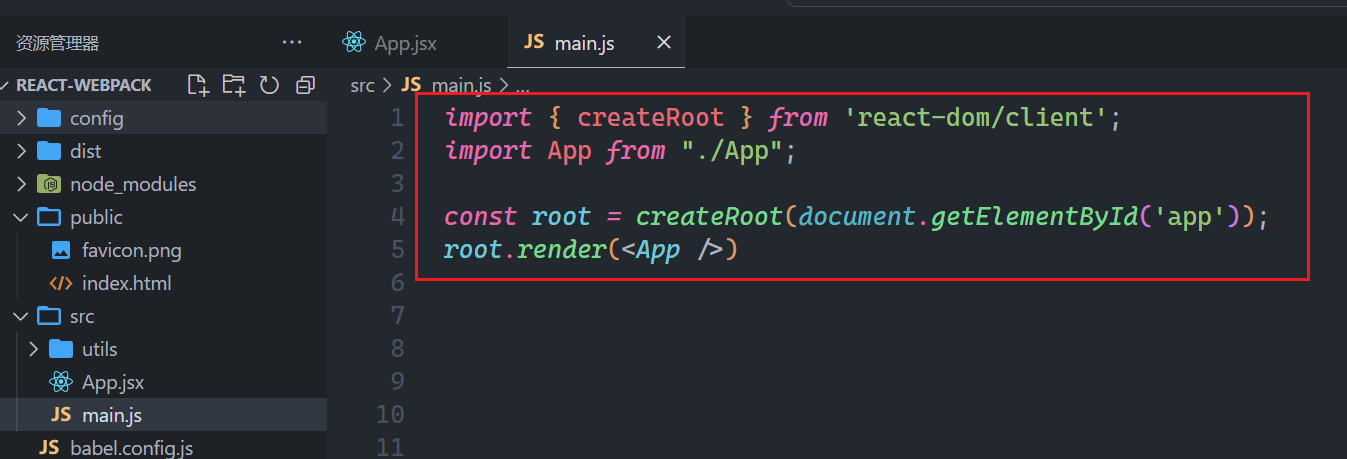 资源管理器
...
App.jsx
JS main.js
REACT-WEBPACK
src > JS main.js > ...
config
dist
node_modules
public
favicon.png
index.html
src
utils
App.jsx
JS main.js
JS babel.config.js
1 import { createRoot } from 'react-dom/client';
2 import App from "./App";
3
4 const root = createRoot(document.getElementById('app'));
5 root.render(<App />)
6
7
8
9
10
11